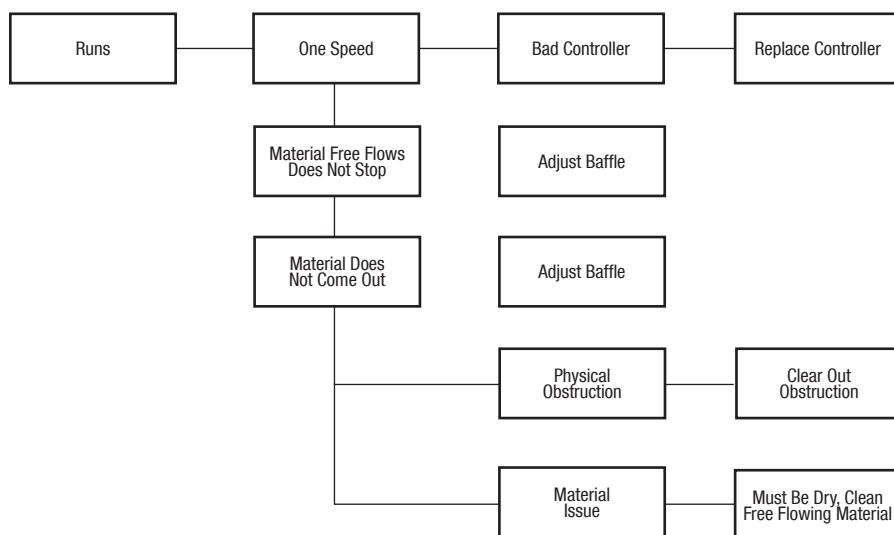 Runs
One Speed
Bad Controller
Replace Controller
Material Free Flows
Does Not Stop
Adjust Baffle
Material Does
Not Come Out
Adjust Baffle
Physical
Obstruction
Clear Out
Obstruction
Material
Issue
Must Be Dry, Clean
Free Flowing Material